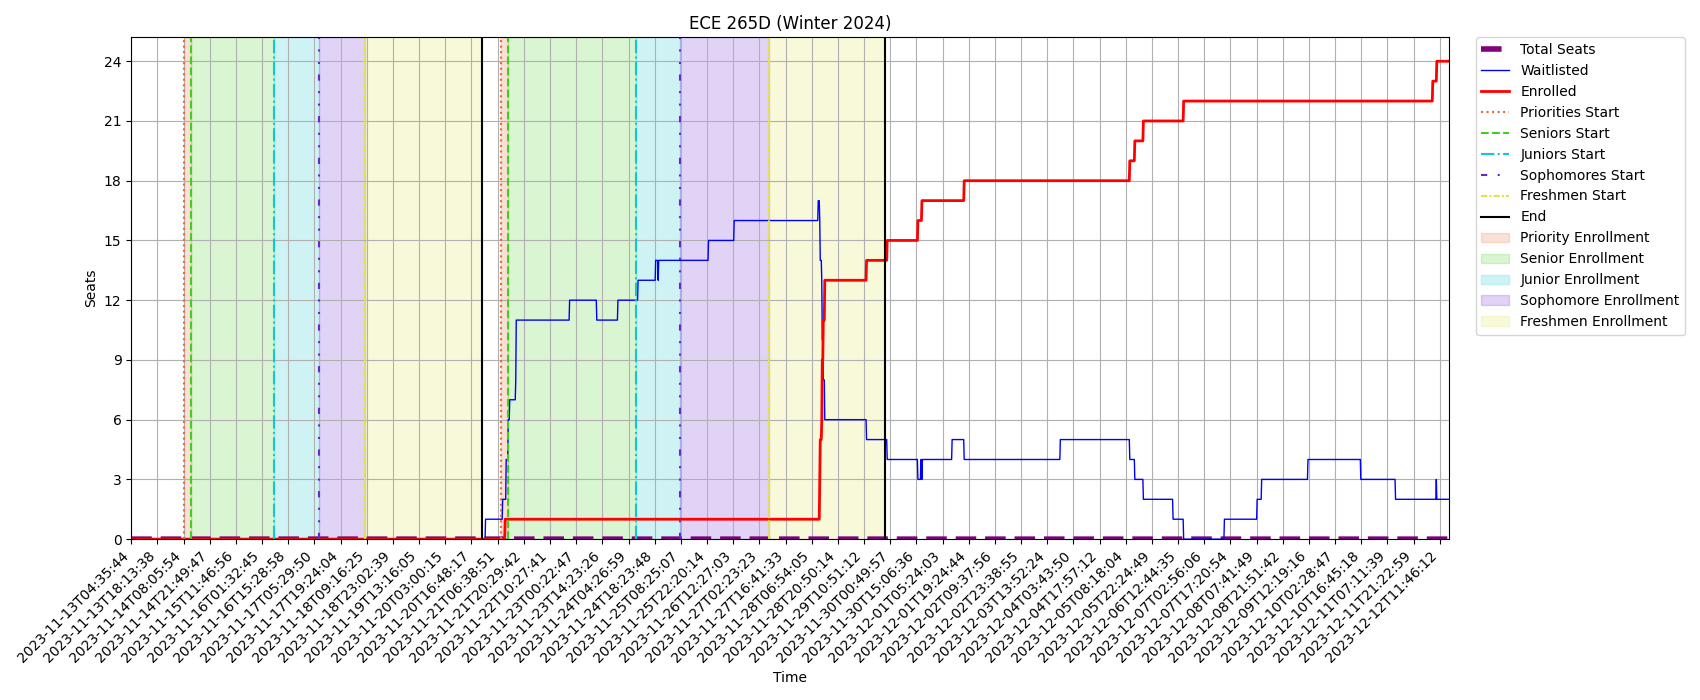 ECE 265D (Winter 2024)
24
21
18
15
12
9
6
3
0
Seats
2023-11-13T04:35:44
2023-11-13T18:13:38
2023-11-14T08:05:54
2023-11-14T21:49:47
2023-11-15T11:46:56
2023-11-16T01:32:45
2023-11-16T15:28:58
2023-11-17T05:29:50
2023-11-17T19:24:04
2023-11-18T09:16:25
2023-11-18T23:02:39
2023-11-19T13:16:05
2023-11-20T03:00:15
2023-11-20T16:48:17
2023-11-21T06:38:51
2023-11-21T20:29:42
2023-11-22T10:27:41
2023-11-23T00:22:47
2023-11-23T14:23:26
2023-11-24T04:26:59
2023-11-24T18:23:48
2023-11-25T08:25:07
2023-11-25T22:20:14
2023-11-26T12:27:03
2023-11-27T02:23:23
2023-11-27T16:41:33
2023-11-28T06:54:05
2023-11-28T20:50:14
2023-11-29T10:51:12
2023-11-30T00:49:57
2023-11-30T15:06:36
2023-12-01T05:24:03
2023-12-01T19:24:44
2023-12-02T09:37:56
2023-12-02T23:38:55
2023-12-03T13:52:24
2023-12-04T03:43:50
2023-12-04T17:57:12
2023-12-05T08:18:04
2023-12-05T22:24:49
2023-12-06T12:44:35
2023-12-07T02:56:06
2023-12-07T17:20:54
2023-12-08T07:41:49
2023-12-08T21:51:42
2023-12-09T12:19:16
2023-12-10T02:28:47
2023-12-10T16:45:18
2023-12-11T07:11:39
2023-12-11T21:22:59
2023-12-12T11:46:12
Time
Total Seats
Waitlisted
Enrolled
Priorities Start
Seniors Start
Juniors Start
Sophomores Start
Freshmen Start
End
Priority Enrollment
Senior Enrollment
Junior Enrollment
Sophomore Enrollment
Freshmen Enrollment